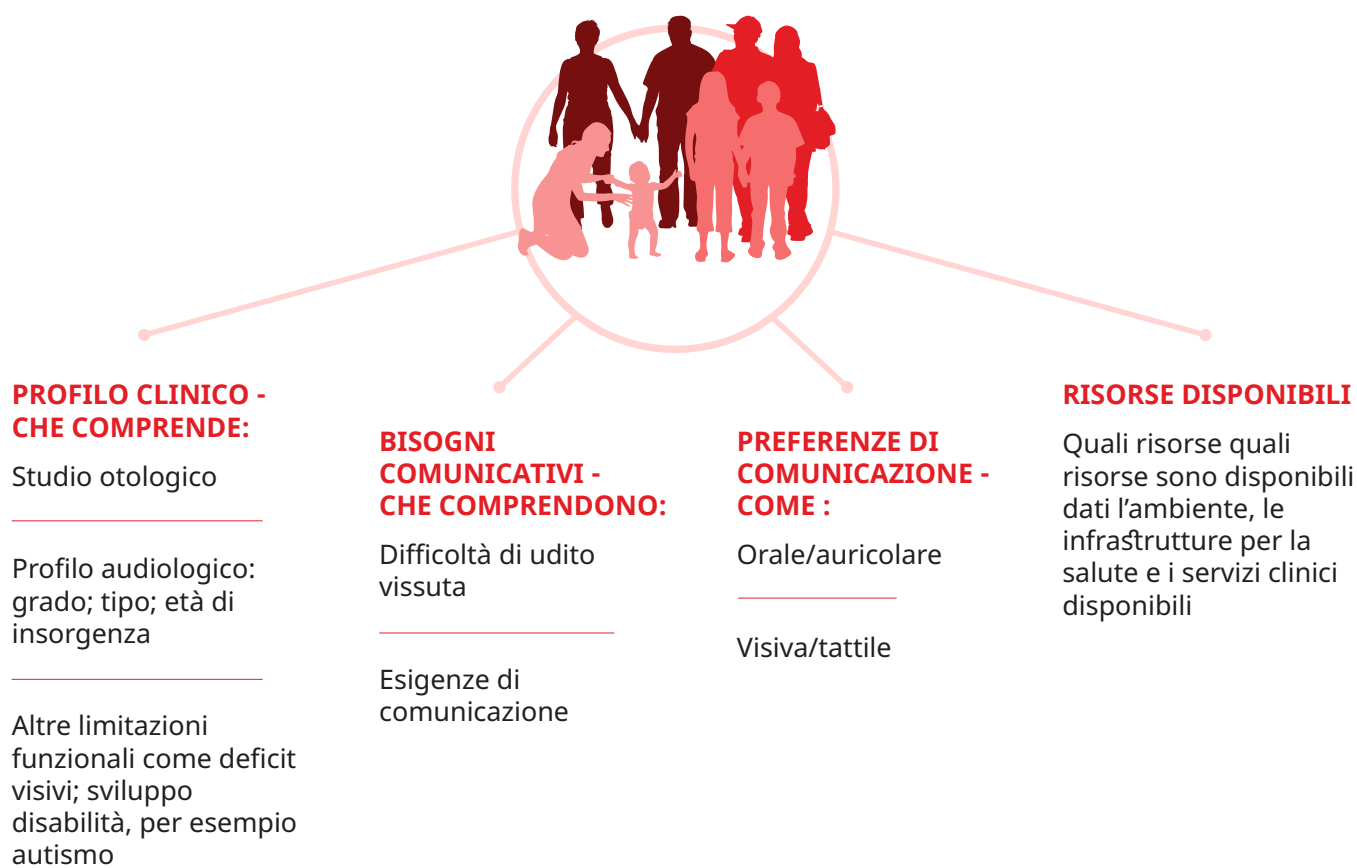 PROFILO CLINICO -
CHE COMPRENDE:
Studio otologico
Profilo audiologico:
grado; tipo; età di
insorgenza
Altre limitazioni
funzionali come deficit
visivi; sviluppo
disabilità, per esempio
autismo
BISOGNI
COMUNICATIVI -
CHE COMPRENDONO:
Difficoltà di udito
vissuta
Esigenze di
comunicazione
PREFERENZE DI
COMUNICAZIONE -
COME :
Orale/auricolare
Visiva/tattile
RISORSE DISPONIBILI
Quali risorse quali
risorse sono disponibili
dati l’ambiente, le
infrastrutture per la
salute e i servizi clinici
disponibili